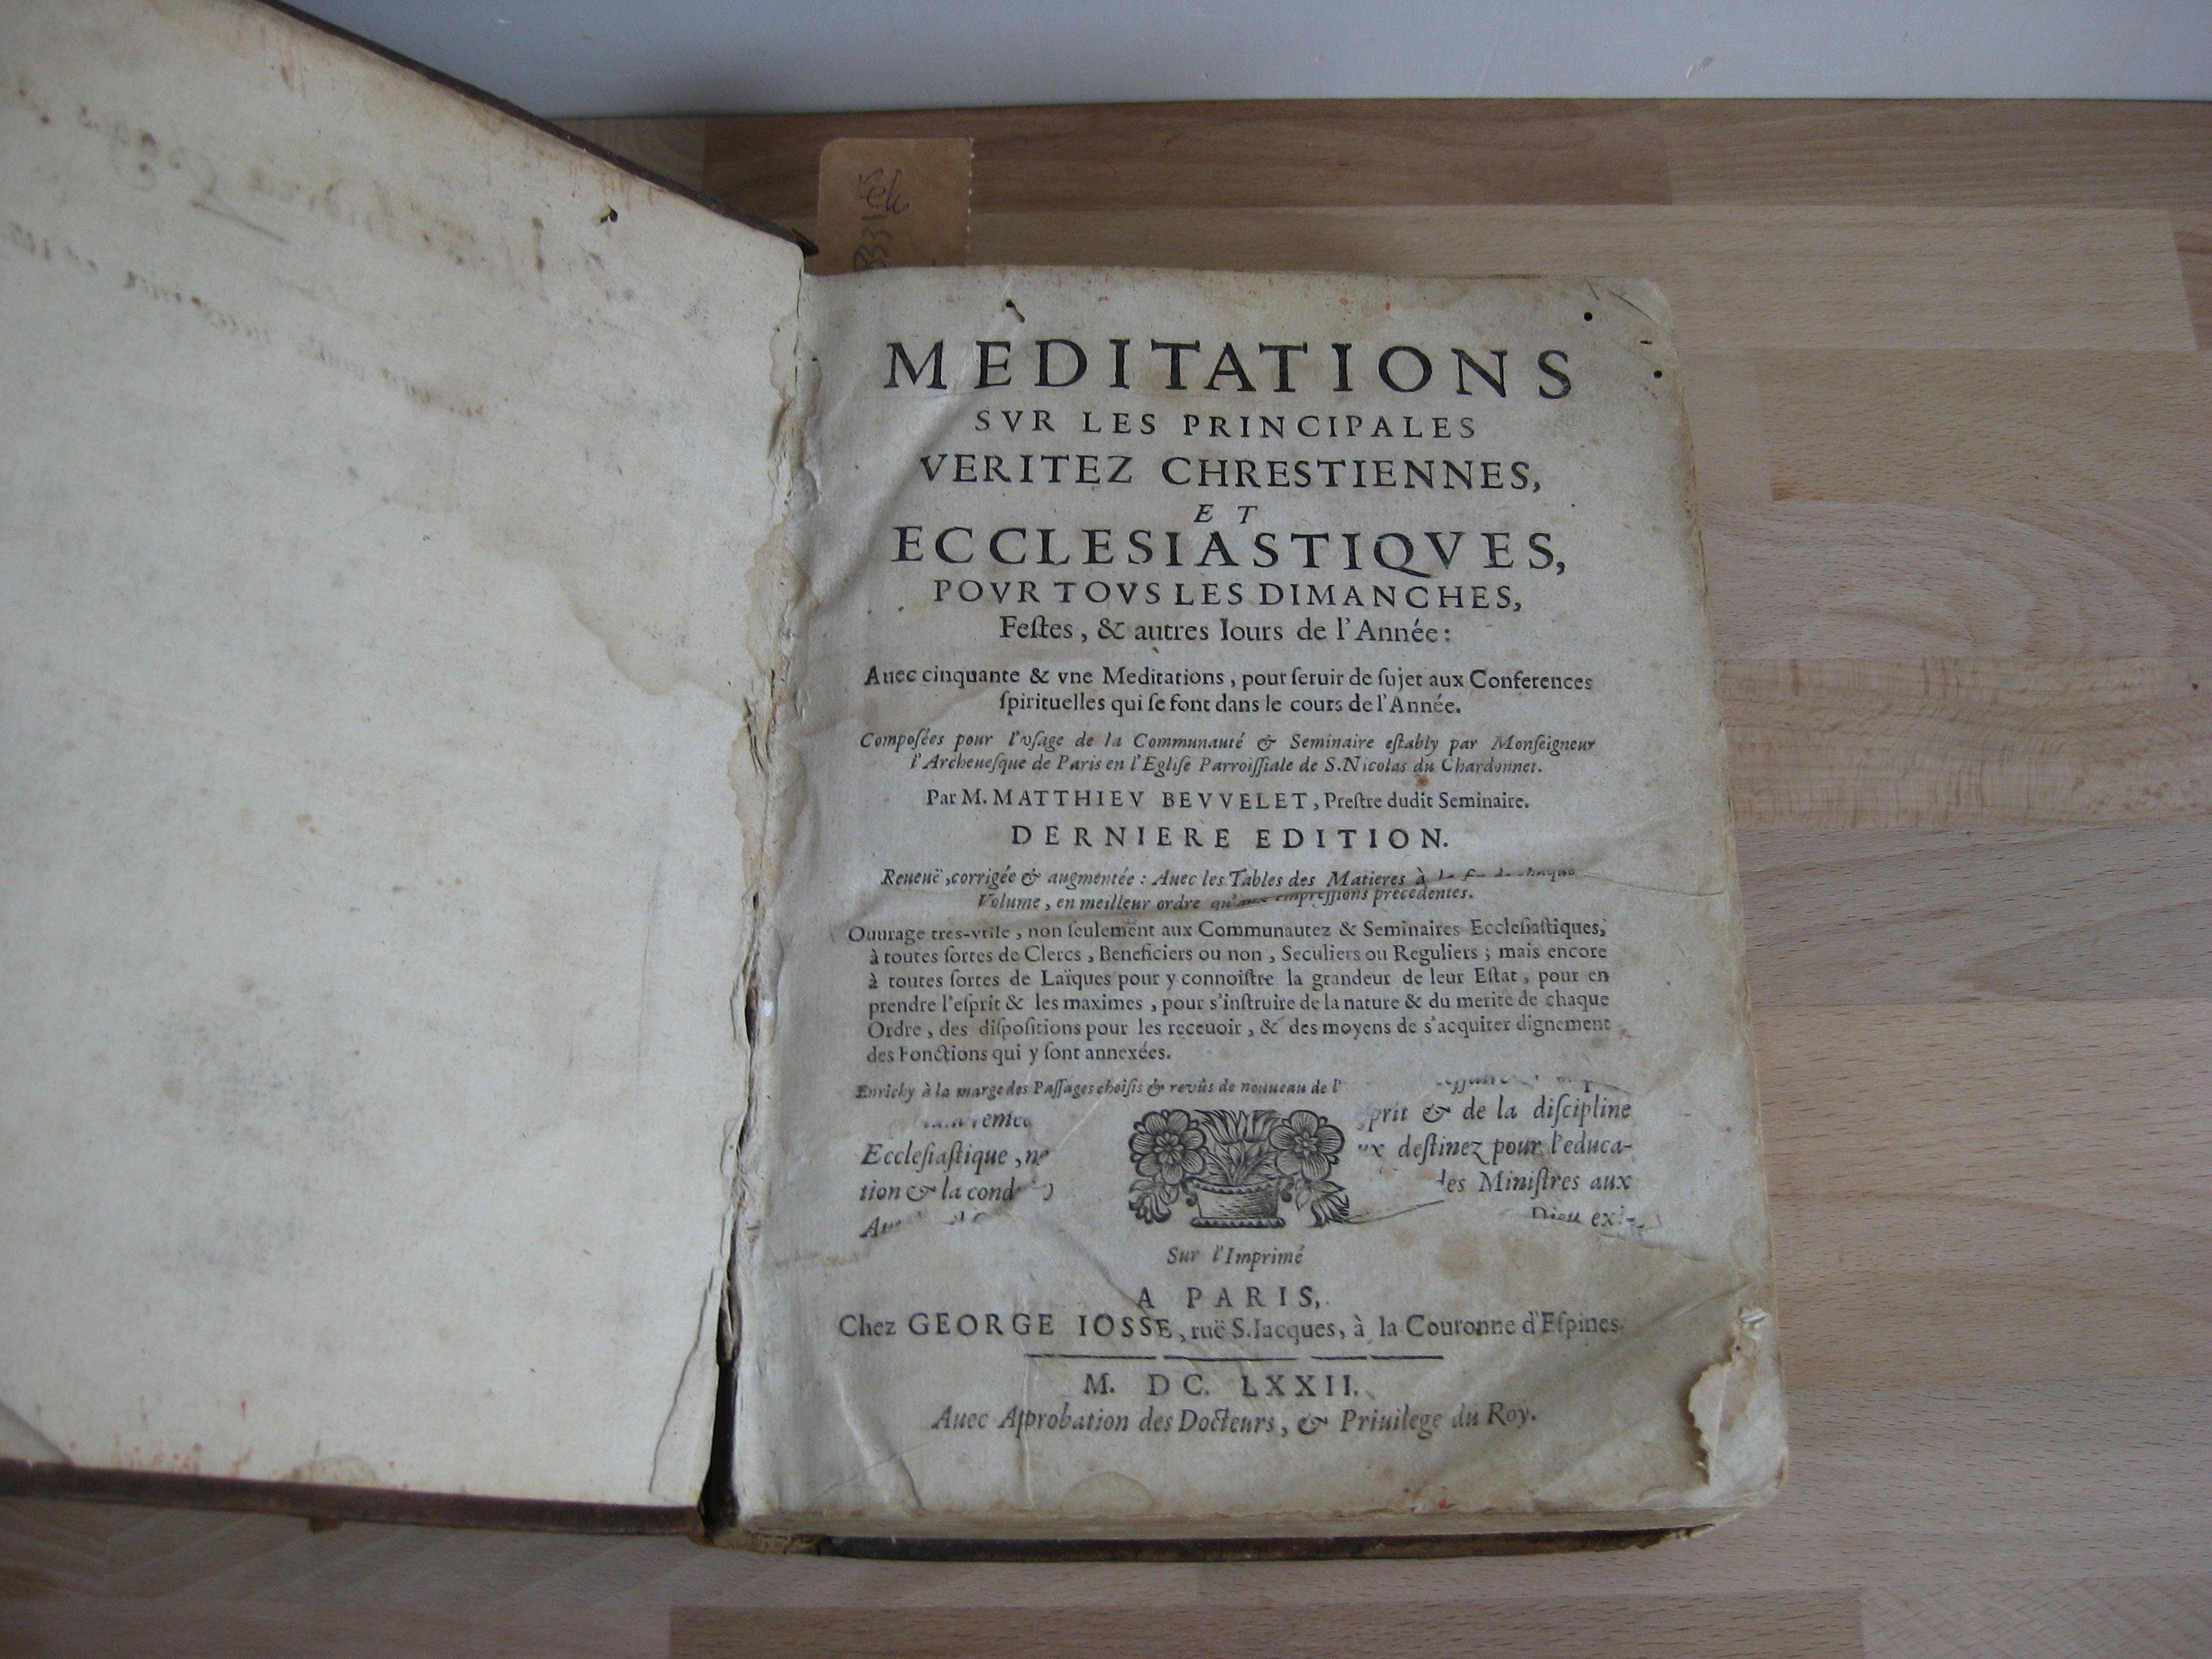 MEDITATIONS
SVR LES PRINCIPALES
VERITEZ CHRESTIENNES,
ET
ECCLESIASTIQVES,
POVR TOVS LES DIMANCHES,
Feſtes, & autres Iours de l'Année:
Auec cinquante & vne Meditations, pour ſeruir de ſujet aux Conferences
ſpirituelles qui ſe font dans le cours de l'Année.
Compoſées pour l'vſage de la Communauté & Seminaire eſtably par Monſeigneur
l'Archeueſque de Paris en l'Egliſe Parroiſſiale de S. Nicolas du Chardonnet.
Par M. MATTHIEV BEVVELET, Preſtre dudit Seminaire.
DERNIERE EDITION.
Reueuë, corrigée & augmentée: Auec les Tables des Matieres à
Volume, en meilleur ordre impreſſions precedentes.
Ouurage tres-vtile, non ſeulement aux Communautez & Seminaires Eccleſiaſtiques,
à toutes ſortes de Clercs, Beneficiers ou non, Seculiers ou Reguliers; mais encore
à toutes ſortes de Laïques pour y connoiſtre la grandeur de leur Eſtat, pour en
prendre l'eſprit & les maximes, pour s'inſtruire de la nature & du merite de chaque
Ordre, des diſpoſitions pour les receuoir, & des moyens de s'acquiter dignement
des Fonctions qui y ſont annexées.
Enrichy à la marge des Paſſages choiſis & revûs de nouueau de l'
prit & de la diſcipline
Eccleſiaſtique, ne x deſtinez pour l'educa-
tion & la cond des Miniſtres aux
Dieu ex
Sur l'Imprimé
A PARIS,
Chez GEORGE IOSSE, ruë S. Iacques, à la Couronne d'Eſpines.
M. DC. LXXII.
Auec Approbation des Docteurs, & Priuilege du Roy.